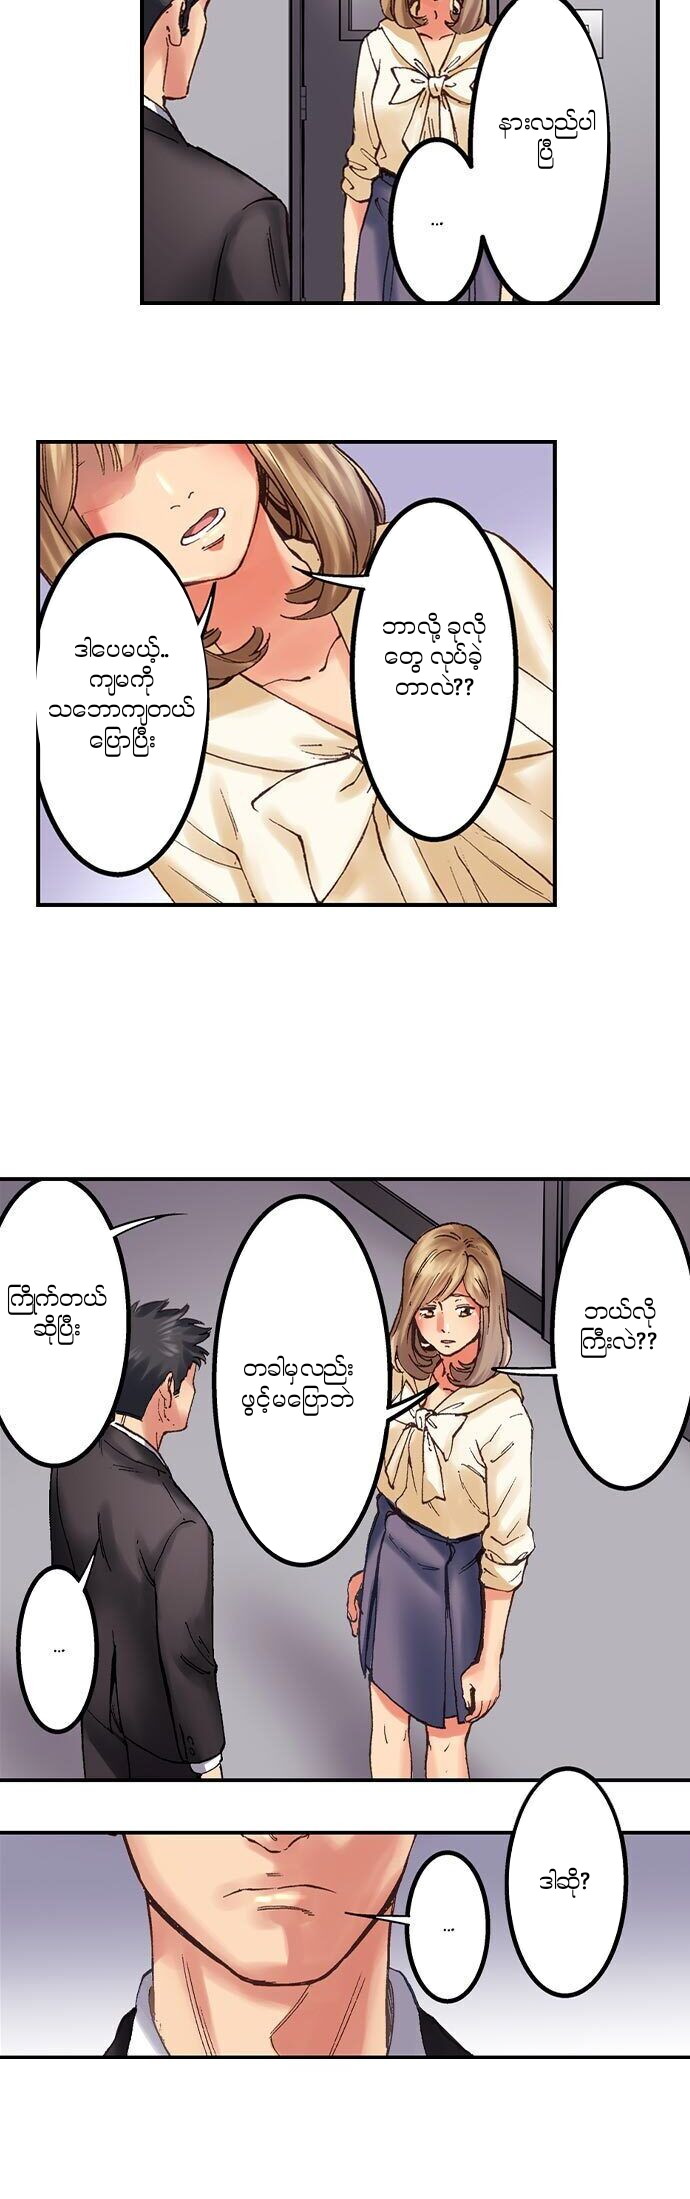 နားလည်ပါ
ပြီ
...
ဘာလို့ ခုလို
တွေ လုပ်ခဲ့
တာလဲ??
ဒါပေမယ့်..
ကျမကို
သဘောကျတယ်
ပြောပြီး
ဘယ်လို
ကြီးလဲ??
တခါမှလည်း
ဖွင့်မပြောဘဲ
ကြိုက်တယ်
ဆိုပြီး
...
ဒါဆို?
...